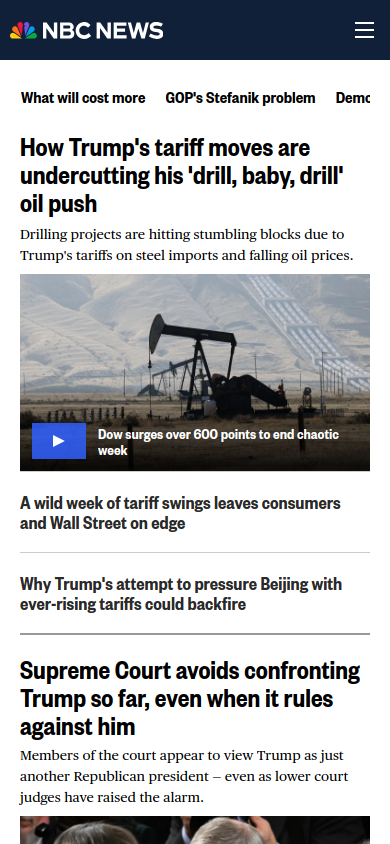 NBC NEWS
What will cost more GOP's Stefanik problem Demc
How Trump's tariff moves are
undercutting his 'drill, baby, drill'
oil push
Drilling projects are hitting stumbling blocks due to
Trump's tariffs on steel imports and falling oil prices.
Dow surges over 600 points to end chaotic
week
A wild week of tariff swings leaves consumers
and Wall Street on edge
Why Trump's attempt to pressure Beijing with
ever-rising tariffs could backfire
Supreme Court avoids confronting
Trump so far, even when it rules
against him
Members of the court appear to view Trump as just
another Republican president — even as lower court
judges have raised the alarm.